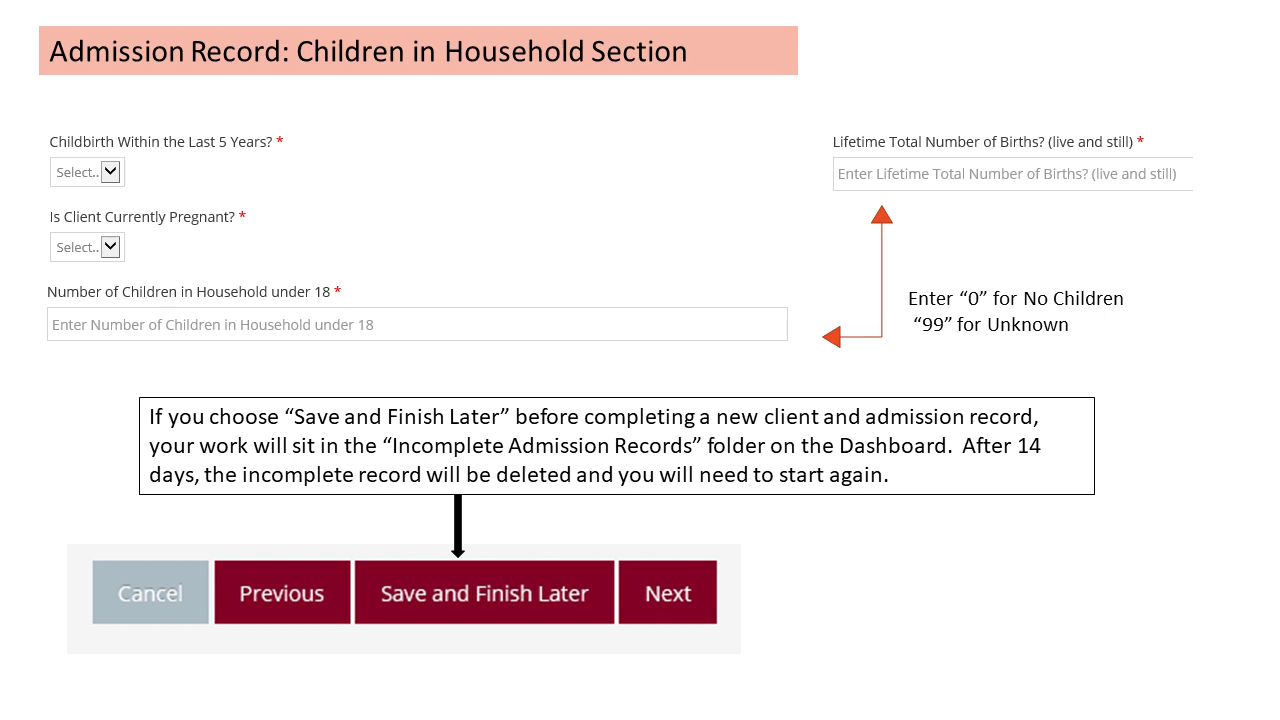 Admission Record: Children in Household Section
Childbirth Within the Last 5 Years? *
Select..
Lifetime Total Number of Births? (live and still) *
Enter Lifetime Total Number of Births? (live and still)
Is Client Currently Pregnant? *
Select..
Number of Children in Household under 18 *
Enter Number of Children in Household under 18
Enter “0” for No Children
“99” for Unknown
If you choose “Save and Finish Later” before completing a new client and admission record,
your work will sit in the “Incomplete Admission Records” folder on the Dashboard.  After 14
days, the incomplete record will be deleted and you will need to start again.
Cancel Previous Save and Finish Later Next